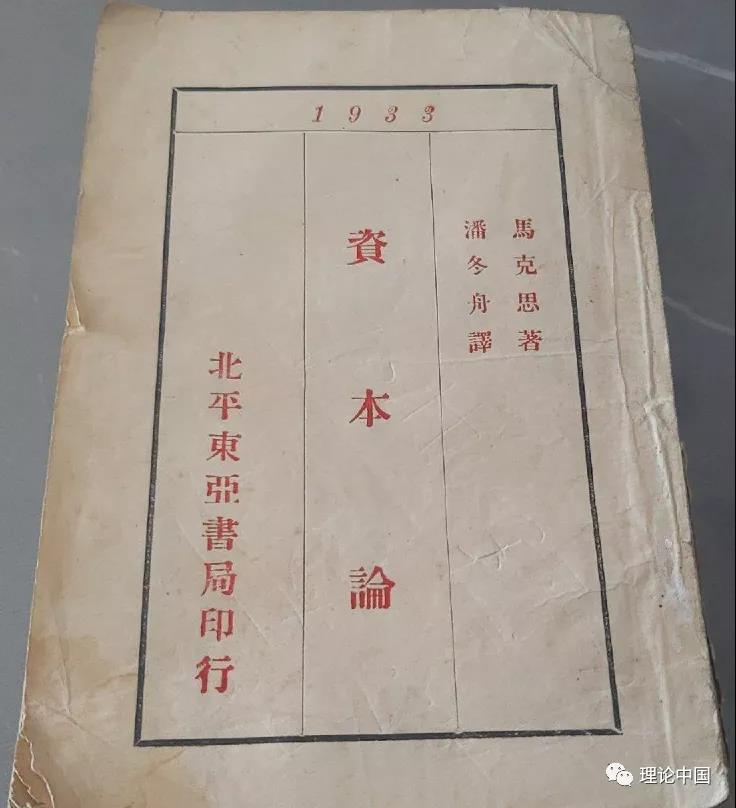 1933
馬克思著
潘冬舟譯
資本論
北平東亞書局印行
理论中国